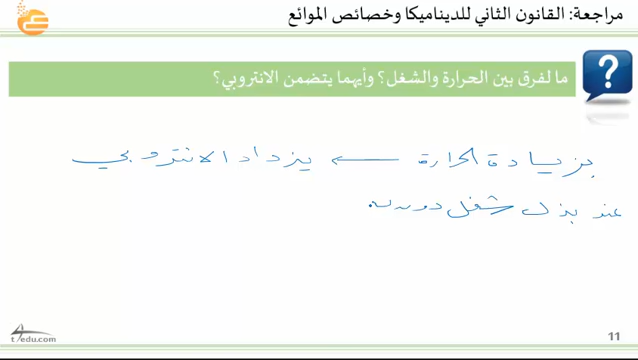 مراجعة: القانون الثاني للديناميكا وخصائص الموائع
ما لفرق بين الحرارة والشغل؟ وأيهما يتضمن الانتروبي؟
?
بزيادة الحرارة ← يزداد الانتروبي
عند بذل شغل دون
11
t4edu.com